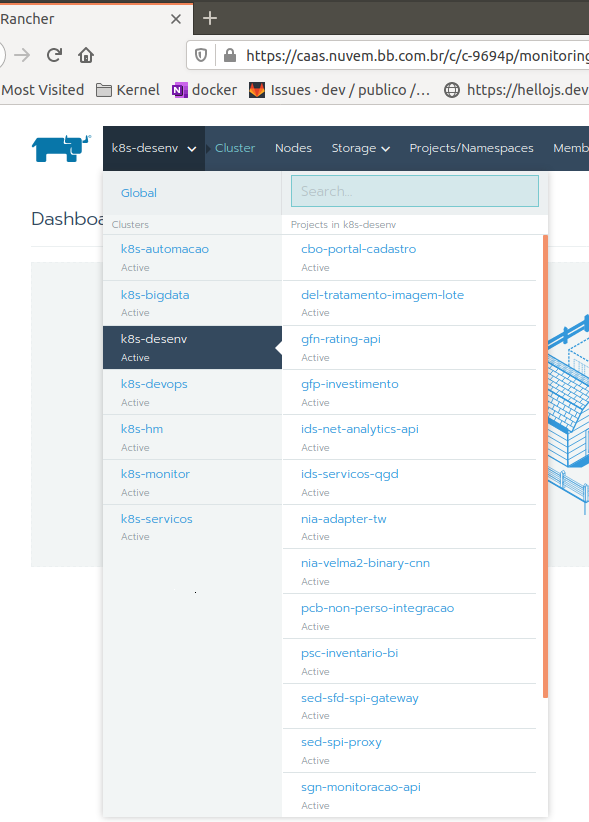 Rancher
https://caas.nuvem.bb.com.br/c/c-9694p/monitoring
Most Visited Kernel docker Issues · dev / publico /… https://hellojs.dev
k8s-desenv Cluster Nodes Storage Projects/Namespaces Memb
Global Search...
Dashboa
Clusters Projects in k8s-desenv
k8s-automacao cbo-portal-cadastro
Active Active
k8s-bigdata del-tratamento-imagem-lote
Active Active
k8s-desenv gfn-rating-api
Active Active
k8s-devops gfp-investimento
Active Active
k8s-hm ids-net-analytics-api
Active Active
k8s-monitor ids-servicos-qgd
Active Active
k8s-servicos nia-adapter-tw
Active Active
nia-velma2-binary-cnn
Active
pcb-non-perso-integracao
Active
psc-inventario-bi
Active
sed-sfd-spi-gateway
Active
sed-spi-proxy
Active
sgn-monitoracao-api
Active